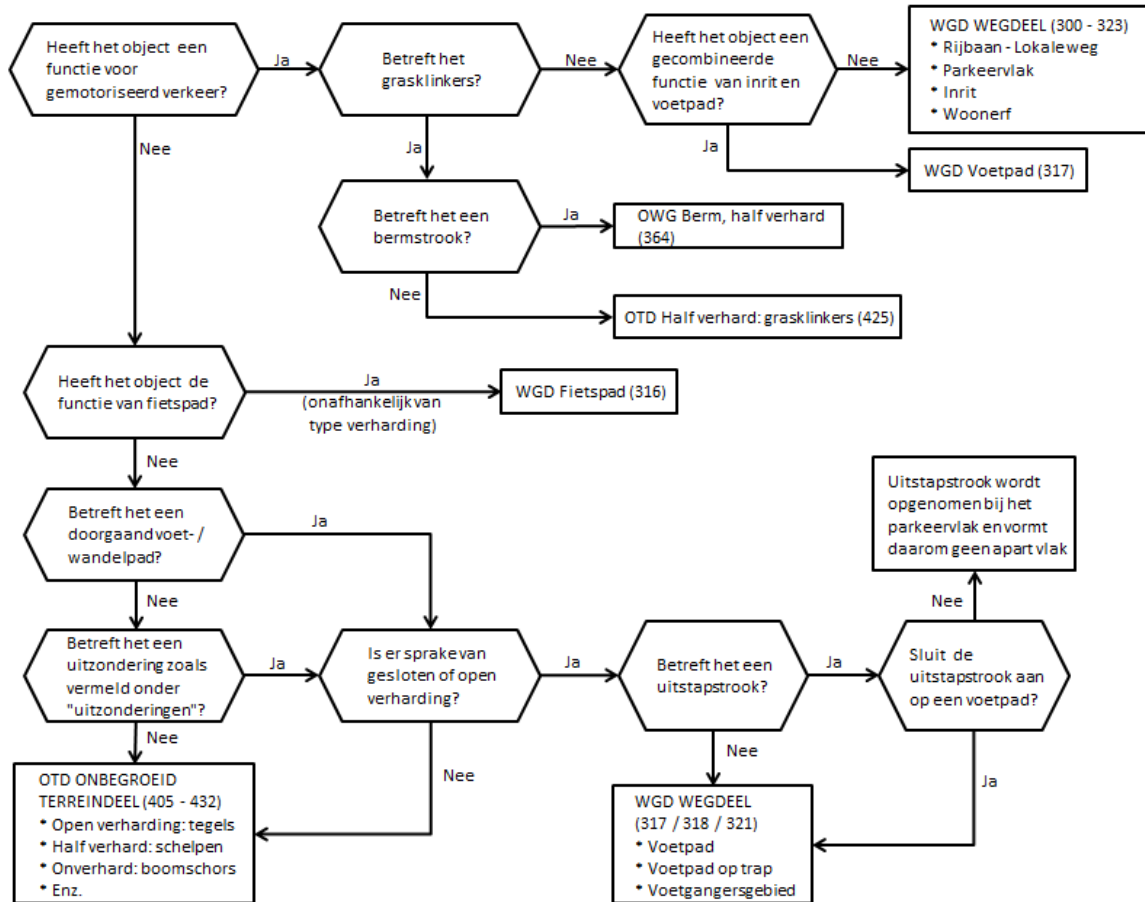 Heeft het object een
functie voor
gemotoriseerd verkeer?
Ja
Betreft het
grasklinkers?
Nee
Heeft het object een
gecombineerde
functie van inrit en
voetpad?
Nee
WGD WEGDEEL (300 - 323)
* Rijbaan - Lokale weg
* Parkeervlak
* Inrit
* Woonerf
Nee
Ja
Ja
WGD Voetpad (317)
Betreft het een
bermstrook?
Ja
OWG Berm, half verhard
(364)
Nee
OTD Half verhard: grasklinkers (425)
Heeft het object de
functie van fietspad?
Ja
(onafhankelijk van
type verharding)
WGD Fietspad (316)
Nee
Betreft het een
doorgaand voet- /
wandelpad?
Ja
Uitstapstrook wordt
opgenomen bij het
parkeervlak en vormt
daarom geen apart vlak
Nee
Nee
Betreft het een
uitzondering zoals
vermeld onder
"uitzonderingen"?
Ja
Is er sprake van
gesloten of open
verharding?
Ja
Betreft het een
uitstapstrook?
Ja
Sluit de
uitstapstrook aan
op een voetpad?
Nee
Nee
Nee
Ja
OTD ONBEGROEID
TERREINDEEL (405 - 432)
* Open verharding: tegels
* Half verhard: schelpen
* Onverhard: boomschors
* Enz.
WGD WEGDEEL
(317 / 318 / 321)
* Voetpad
* Voetpad op trap
* Voetgangersgebied